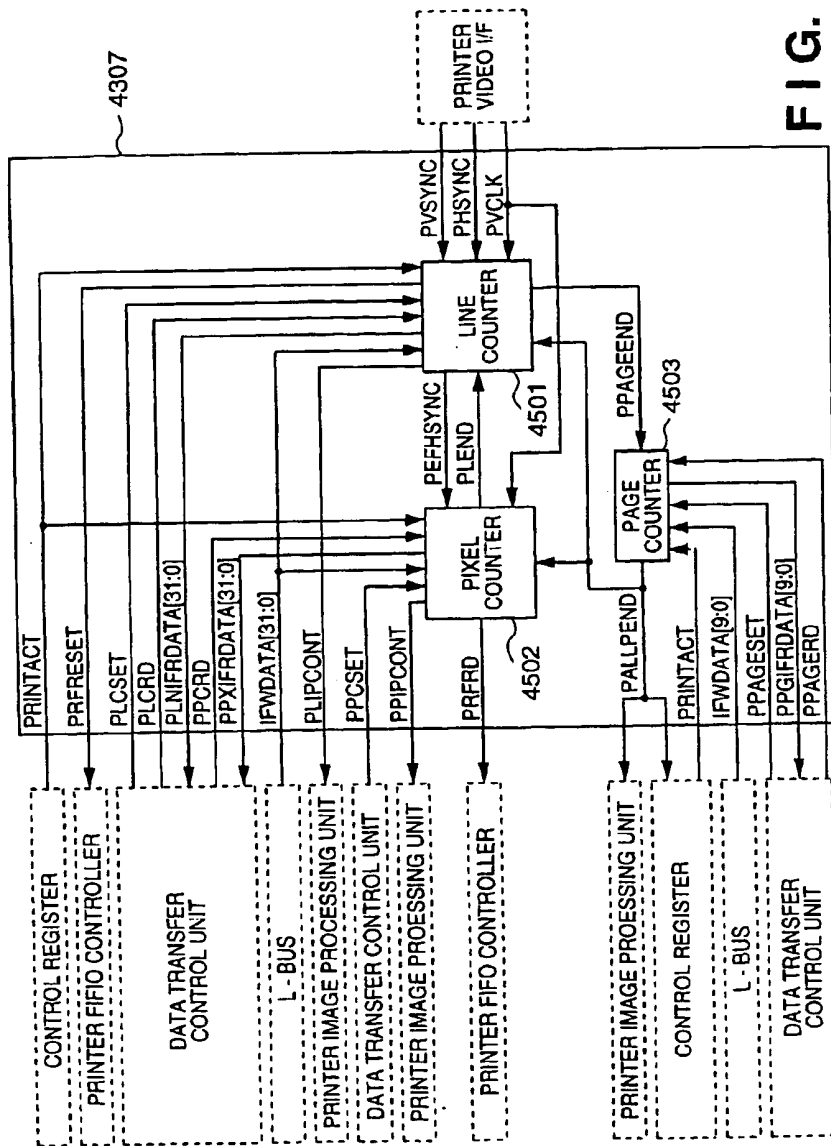 4307
CONTROL REGISTER
PRINTER FIFIO CONTROLLER
DATA TRANSFER
CONTROL UNIT
L - BUS
PRINTER IMAGE PROCESSING UNIT
DATA TRANSFER CONTROL UNIT
PRINTER IMAGE PROESSING UNIT
PRINTER FIFO CONTROLLER
PRINTER IMAGE PROESSING UNIT
CONTROL REGISTER
L - BUS
DATA TRANSFER
CONTROL UNIT
PRINTACT
PRFRESET
PLCSET
PLCRD
PLNIFRDATA[31:0]
PPCRD
PPXIFRDATA[31:0]
IFWDATA[31:0]
PLIPCONT
PPCSET
PPIPCONT
PRFRD
PALLPEND
PRINTACT
IFWDATA[9:0]
PPAGESET
PPGIFRDATA[9:0]
PPAGERD
PIXEL
COUNTER
4502
PEFHSYNC
PLEND
LINE
COUNTER
4501
PPAGEEND
PAGE
COUNTER
4503
PVSYNC
PHSYNC
PVCLK
PRINTER
VIDEO I/F
FIG.